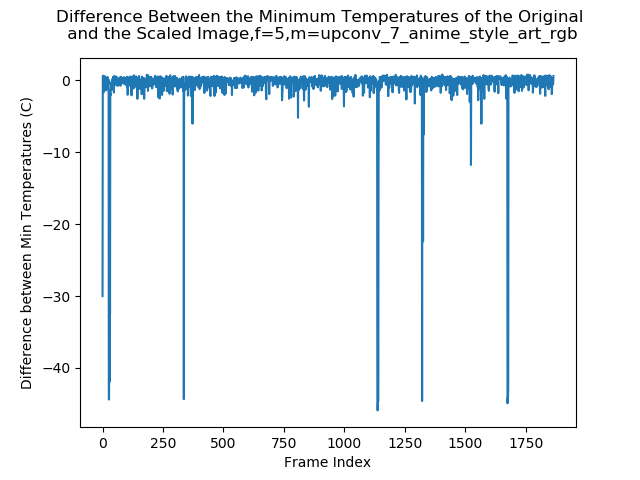 Difference Between the Minimum Temperatures of the Original
and the Scaled Image,f=5,m=upconv_7_anime_style_art_rgb
Difference between Min Temperatures (C)
0
−10
−20
−30
−40
0 250 500 750 1000 1250 1500 1750
Frame Index